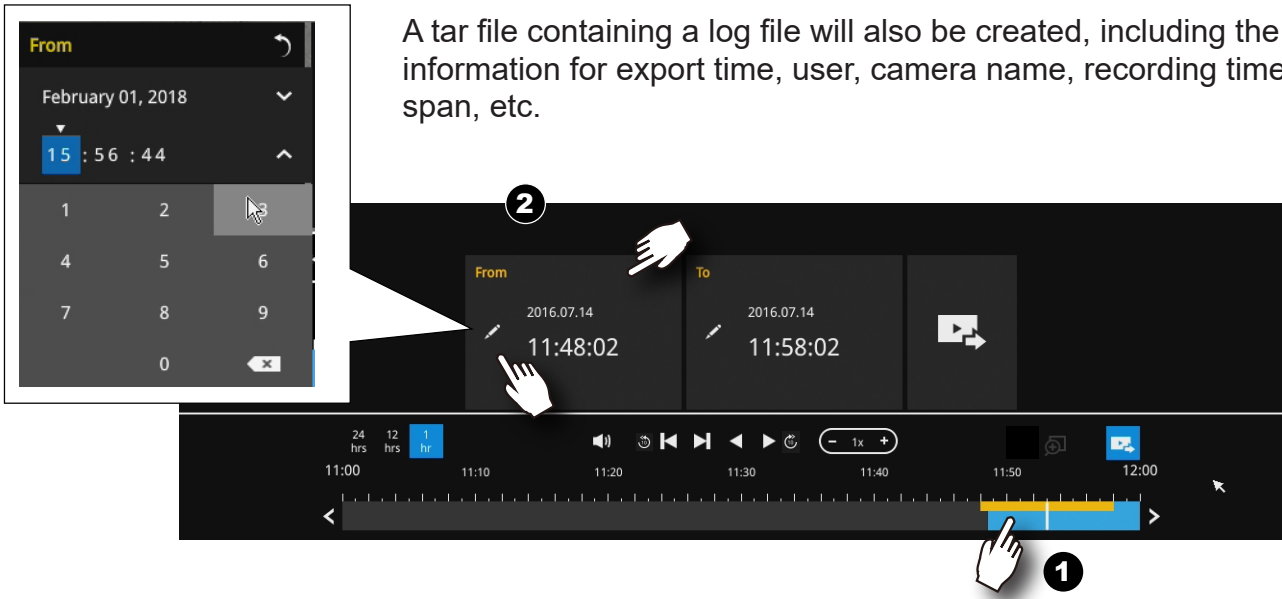 A tar file containing a log file will also be created, including the
information for export time, user, camera name, recording time
span, etc.
From
February 01, 2018
15 : 56 : 44
1 2 3
4 5 6
7 8 9
0
2
From
2016.07.14
11:48:02
To
2016.07.14
11:58:02
24 hrs
12 hrs
1 hr
10
10
− 1x +
11:00 11:10 11:20 11:30 11:40 11:50 12:00
1